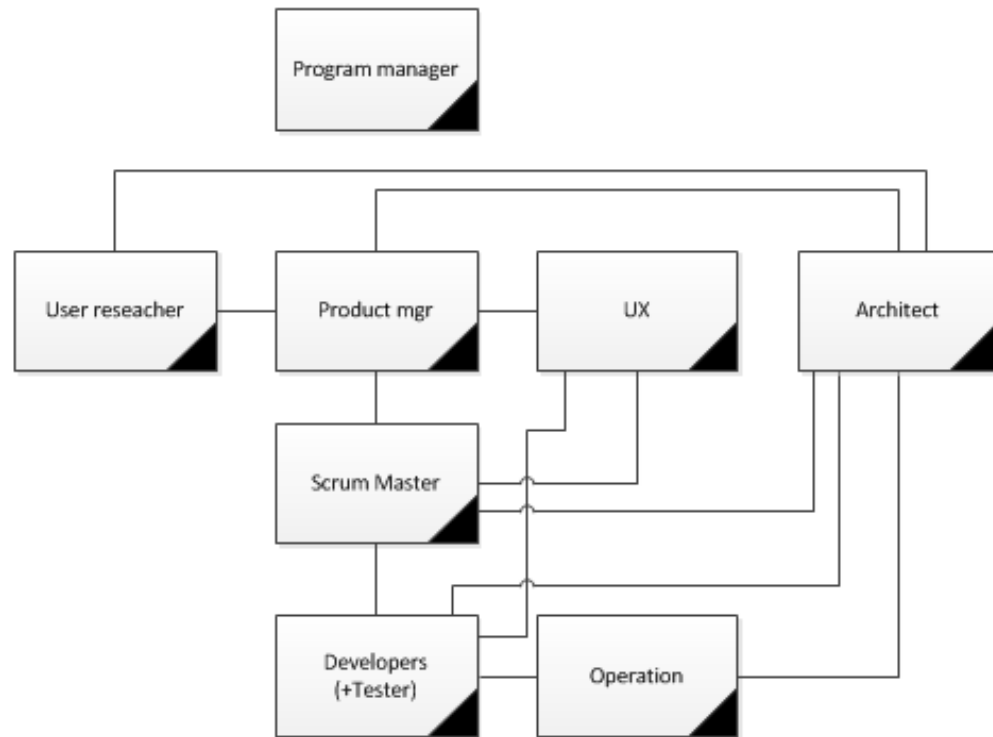 Program manager
User reseacher
Product mgr
UX
Architect
Scrum Master
Developers
(+Tester)
Operation